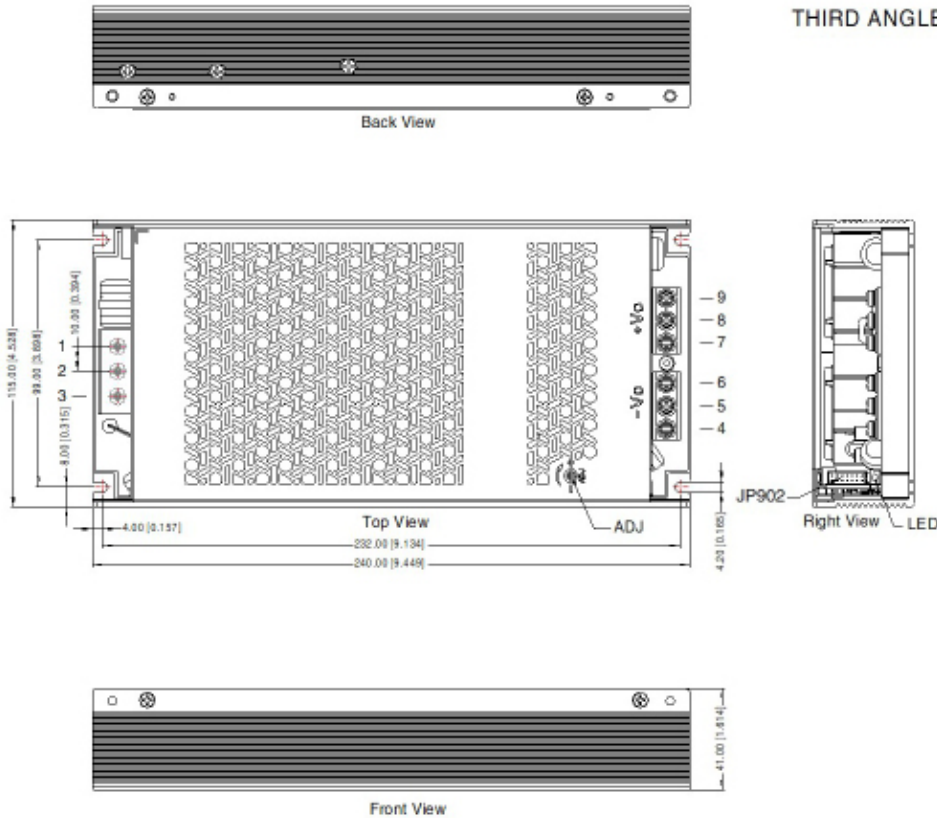 THIRD ANGLE
Back View
115.00 [4.528]
99.00 [3.898]
10.00 [0.394]
8.00 [0.315]
1
2
3
+Vo
-Vo
9
8
7
6
5
4
4.00 [0.157]
Top View
ADJ
232.00 [9.134]
240.00 [9.449]
4.20 [0.165]
JP902
Right View
LED
41.00 [1.614]
Front View